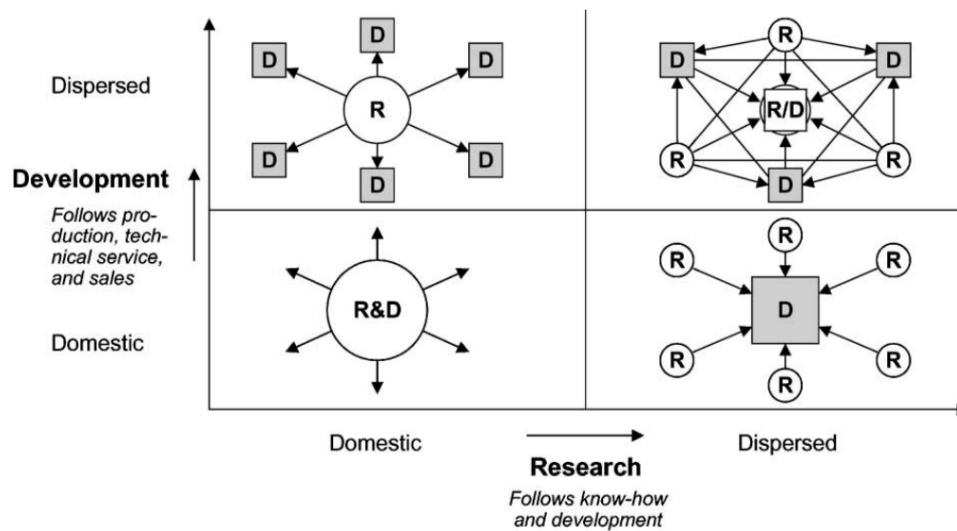 D
D
D
R
D
D
D
R
D
D
R/D
R
R
D
Dispersed
Development
Follows pro-
duction, tech-
nical service,
and sales
Domestic
R&D
R
R
R
D
R
R
R
Domestic
Dispersed
Research
Follows know-how
and development